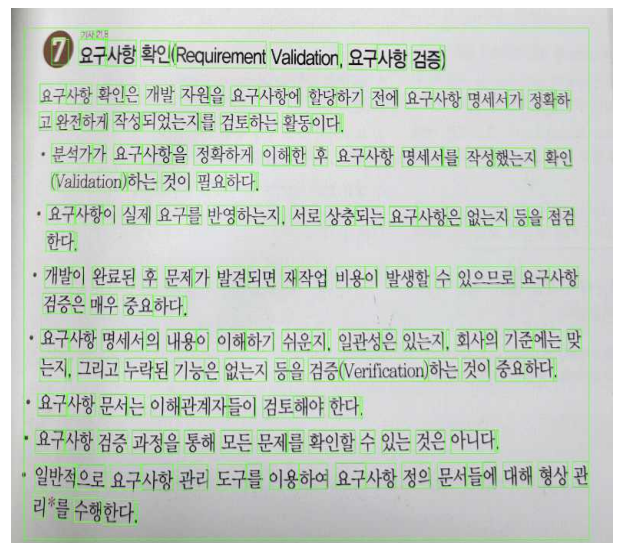 7 요구사항 확인(Requirement Validation, 요구사항 검증)
요구사항 확인은 개발 자원을 요구사항에 할당하기 전에 요구사항 명세서가 정확하
고 완전하게 작성되었는지를 검토하는 활동이다.
• 분석가가 요구사항을 정확하게 이해한 후 요구사항 명세서를 작성했는지 확인
(Validation)하는 것이 필요하다.
• 요구사항이 실제 요구를 반영하는지, 서로 상충되는 요구사항은 없는지 등을 점검
한다.
• 개발이 완료된 후 문제가 발견되면 재작업 비용이 발생할 수 있으므로 요구사항
검증은 매우 중요하다.
• 요구사항 명세서의 내용이 이해하기 쉬운지, 일관성은 있는지, 회사의 기준에는 맞
는지, 그리고 누락된 기능은 없는지 등을 검증(Verification)하는 것이 중요하다.
• 요구사항 문서는 이해관계자들이 검토해야 한다.
• 요구사항 검증 과정을 통해 모든 문제를 확인할 수 있는 것은 아니다.
• 일반적으로 요구사항 관리 도구를 이용하여 요구사항 정의 문서들에 대해 형상 관
리*를 수행한다.